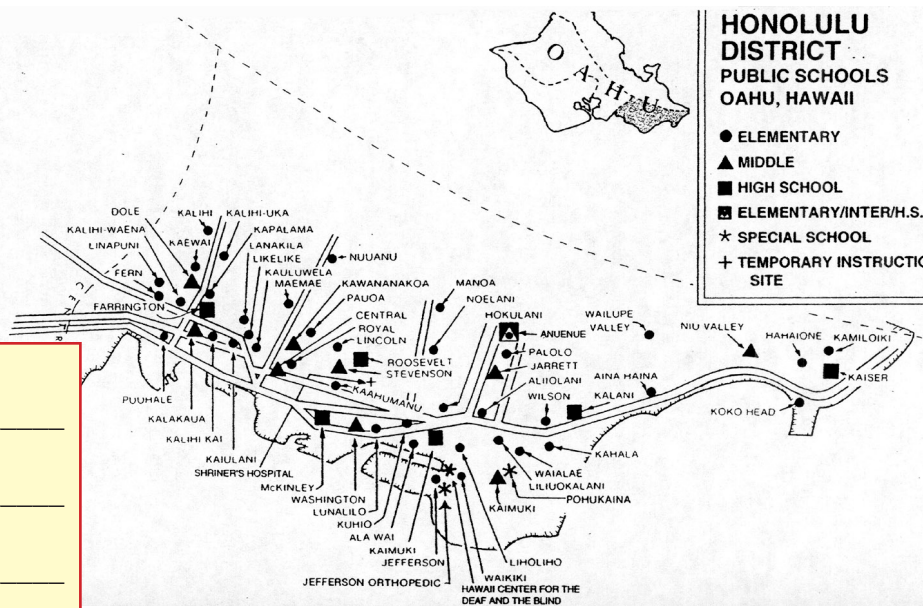 HONOLULU
DISTRICT
PUBLIC SCHOOLS
OAHU, HAWAII
ELEMENTARY
MIDDLE
HIGH SCHOOL
ELEMENTARY/INTER/H.S.
SPECIAL SCHOOL
TEMPORARY INSTRUCTIO
SITE
O A H U
DOLE
KALIHI
KALIHI-UKA
KALIHI-WAENA
KAPALAMA
LINAPUNI
KAEWAI
LANAKILA
LIKELIKE
NUUANU
FERN
KAULUWELA
MAEMAE
KAWANANAKOA
FARRINGTON
PAUOA
CENTRAL
ROYAL
LINCOLN
ROOSEVELT
STEVENSON
KAAHUMANU
MANOA
NOELANI
HOKULANI
ANUENUE
PALOLO
JARRETT
ALIIOLANI
WILSON
KALANI
WAILUPE
VALLEY
AINA HAINA
NIU VALLEY
HAHAIONE
KAMILOIKI
KAISER
KOKO HEAD
PUUHALE
KALAKAUA
KALIHI KAI
KAIULANI
SHRINER'S HOSPITAL
McKINLEY
WASHINGTON
LUNALILO
KUHIO
ALA WAI
KAIMUKI
JEFFERSON
JEFFERSON ORTHOPEDIC
KAHALA
WAIALAE
LILIUOKALANI
POHUKAINA
KAIMUKI
LIHOLIHO
WAIKIKI
HAWAII CENTER FOR THE
DEAF AND THE BLIND